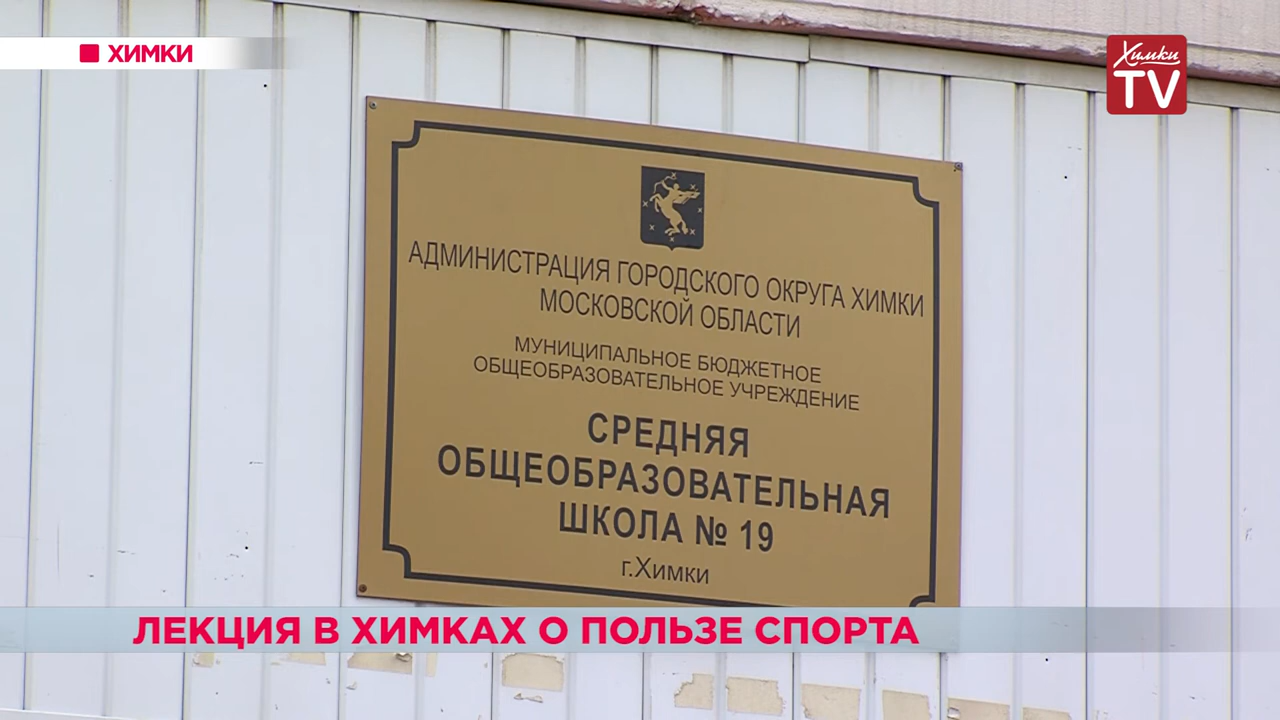 ХИМКИ
Химки
TV
АДМИНИСТРАЦИЯ ГОРОДСКОГО ОКРУГА ХИМКИ
МОСКОВСКОЙ ОБЛАСТИ
МУНИЦИПАЛЬНОЕ БЮДЖЕТНОЕ
ОБЩЕОБРАЗОВАТЕЛЬНОЕ УЧРЕЖДЕНИЕ
СРЕДНЯЯ
ОБЩЕОБРАЗОВАТЕЛЬНАЯ
ШКОЛА № 19
г.Химки
ЛЕКЦИЯ В ХИМКАХ О ПОЛЬЗЕ СПОРТА